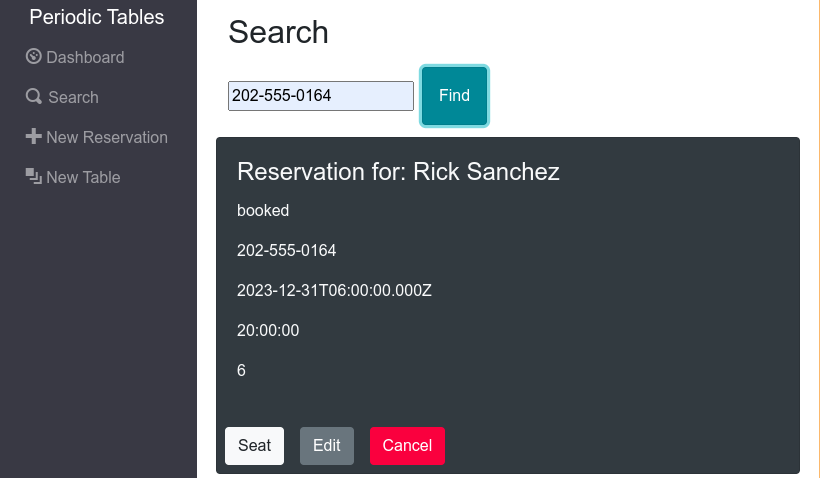 Periodic Tables
Dashboard
Search
New Reservation
New Table
Search
202-555-0164
Find
Reservation for: Rick Sanchez
booked
202-555-0164
2023-12-31T06:00:00.000Z
20:00:00
6
Seat
Edit
Cancel